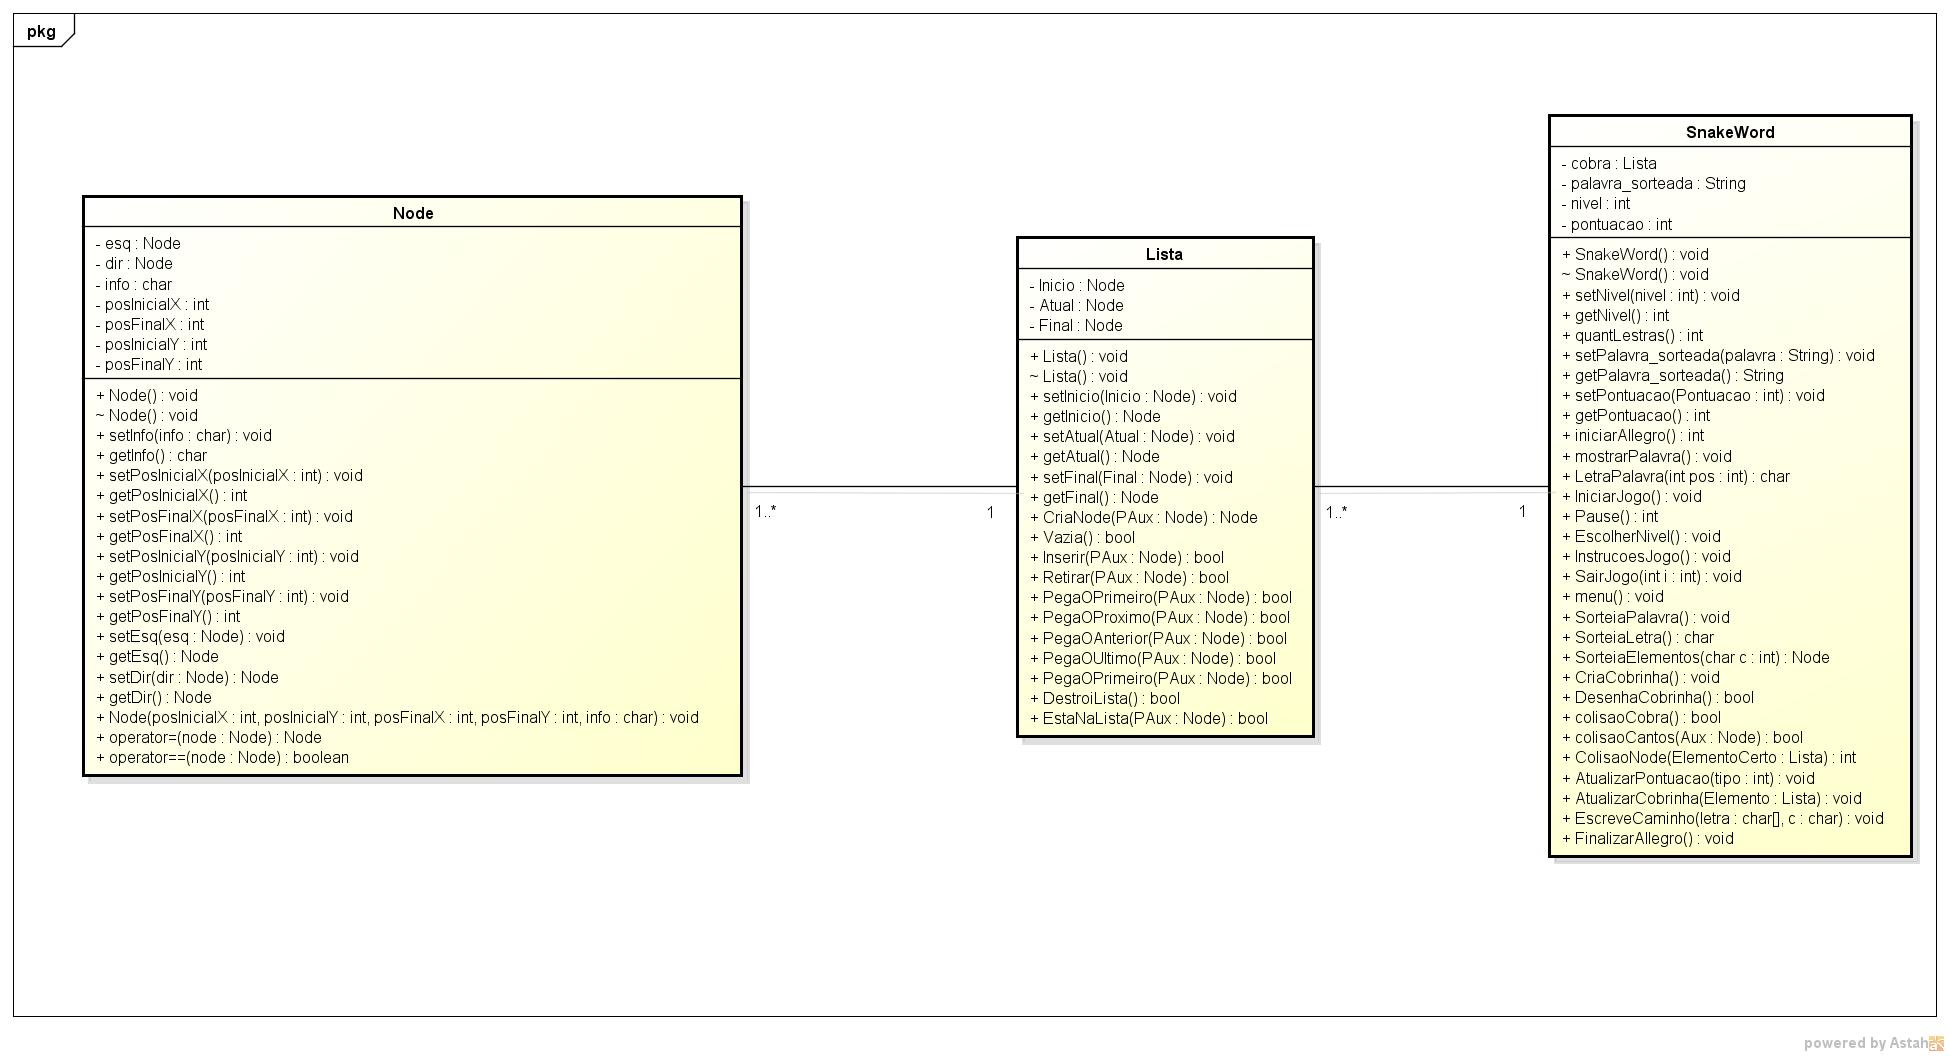 pkg
Node
- esq : Node
- dir : Node
- info : char
- posInicialX : int
- posFinalX : int
- posInicialY : int
- posFinalY : int
+ Node() : void
~ Node() : void
+ setInfo(info : char) : void
+ getInfo() : char
+ setPosInicialX(posInicialX : int) : void
+ getPosInicialX() : int
+ setPosFinalX(posFinalX : int) : void
+ getPosFinalX() : int
+ setPosInicialY(posInicialY : int) : void
+ getPosInicialY() : int
+ setPosFinalY(posFinalY : int) : void
+ getPosFinalY() : int
+ setEsq(esq : Node) : void
+ getEsq() : Node
+ setDir(dir : Node) : Node
+ getDir() : Node
+ Node(posInicialX : int, posInicialY : int, posFinalX : int, posFinalY : int, info : char) : void
+ operator=(node : Node) : Node
+ operator==(node : Node) : boolean
1..*
1
Lista
- Inicio : Node
- Atual : Node
- Final : Node
+ Lista() : void
~ Lista() : void
+ setInicio(Inicio : Node) : void
+ getInicio() : Node
+ setAtual(Atual : Node) : void
+ getAtual() : Node
+ setFinal(Final : Node) : void
+ getFinal() : Node
+ CriaNode(PAux : Node) : Node
+ Vazia() : bool
+ Inserir(PAux : Node) : bool
+ Retirar(PAux : Node) : bool
+ PegaOPrimeiro(PAux : Node) : bool
+ PegaOProximo(PAux : Node) : bool
+ PegaOAnterior(PAux : Node) : bool
+ PegaOUltimo(PAux : Node) : bool
+ PegaOPrimeiro(PAux : Node) : bool
+ DestroiLista() : bool
+ EstaNaLista(PAux : Node) : bool
1..*
1
SnakeWord
- cobra : Lista
- palavra_sorteada : String
- nivel : int
- pontuacao : int
+ SnakeWord() : void
~ SnakeWord() : void
+ setNivel(nivel : int) : void
+ getNivel() : int
+ quantLestras() : int
+ setPalavra_sorteada(palavra : String) : void
+ getPalavra_sorteada() : String
+ setPontuacao(Pontuacao : int) : void
+ getPontuacao() : int
+ iniciarAllegro() : int
+ mostrarPalavra() : void
+ LetraPalavra(int pos : int) : char
+ IniciarJogo() : void
+ Pause() : int
+ EscolherNivel() : void
+ InstrucoesJogo() : void
+ SairJogo(int i : int) : void
+ menu() : void
+ SorteiaPalavra() : void
+ SorteiaLetra() : char
+ SorteiaElementos(char c : int) : Node
+ CriaCobrinha() : void
+ DesenhaCobrinha() : bool
+ colisaoCobra() : bool
+ colisaoCantos(Aux : Node) : bool
+ ColisaoNode(ElementoCerto : Lista) : int
+ AtualizarPontuacao(tipo : int) : void
+ AtualizarCobrinha(Elemento : Lista) : void
+ EscreveCaminho(letra : char[], c : char) : void
+ FinalizarAllegro() : void
powered by Astah